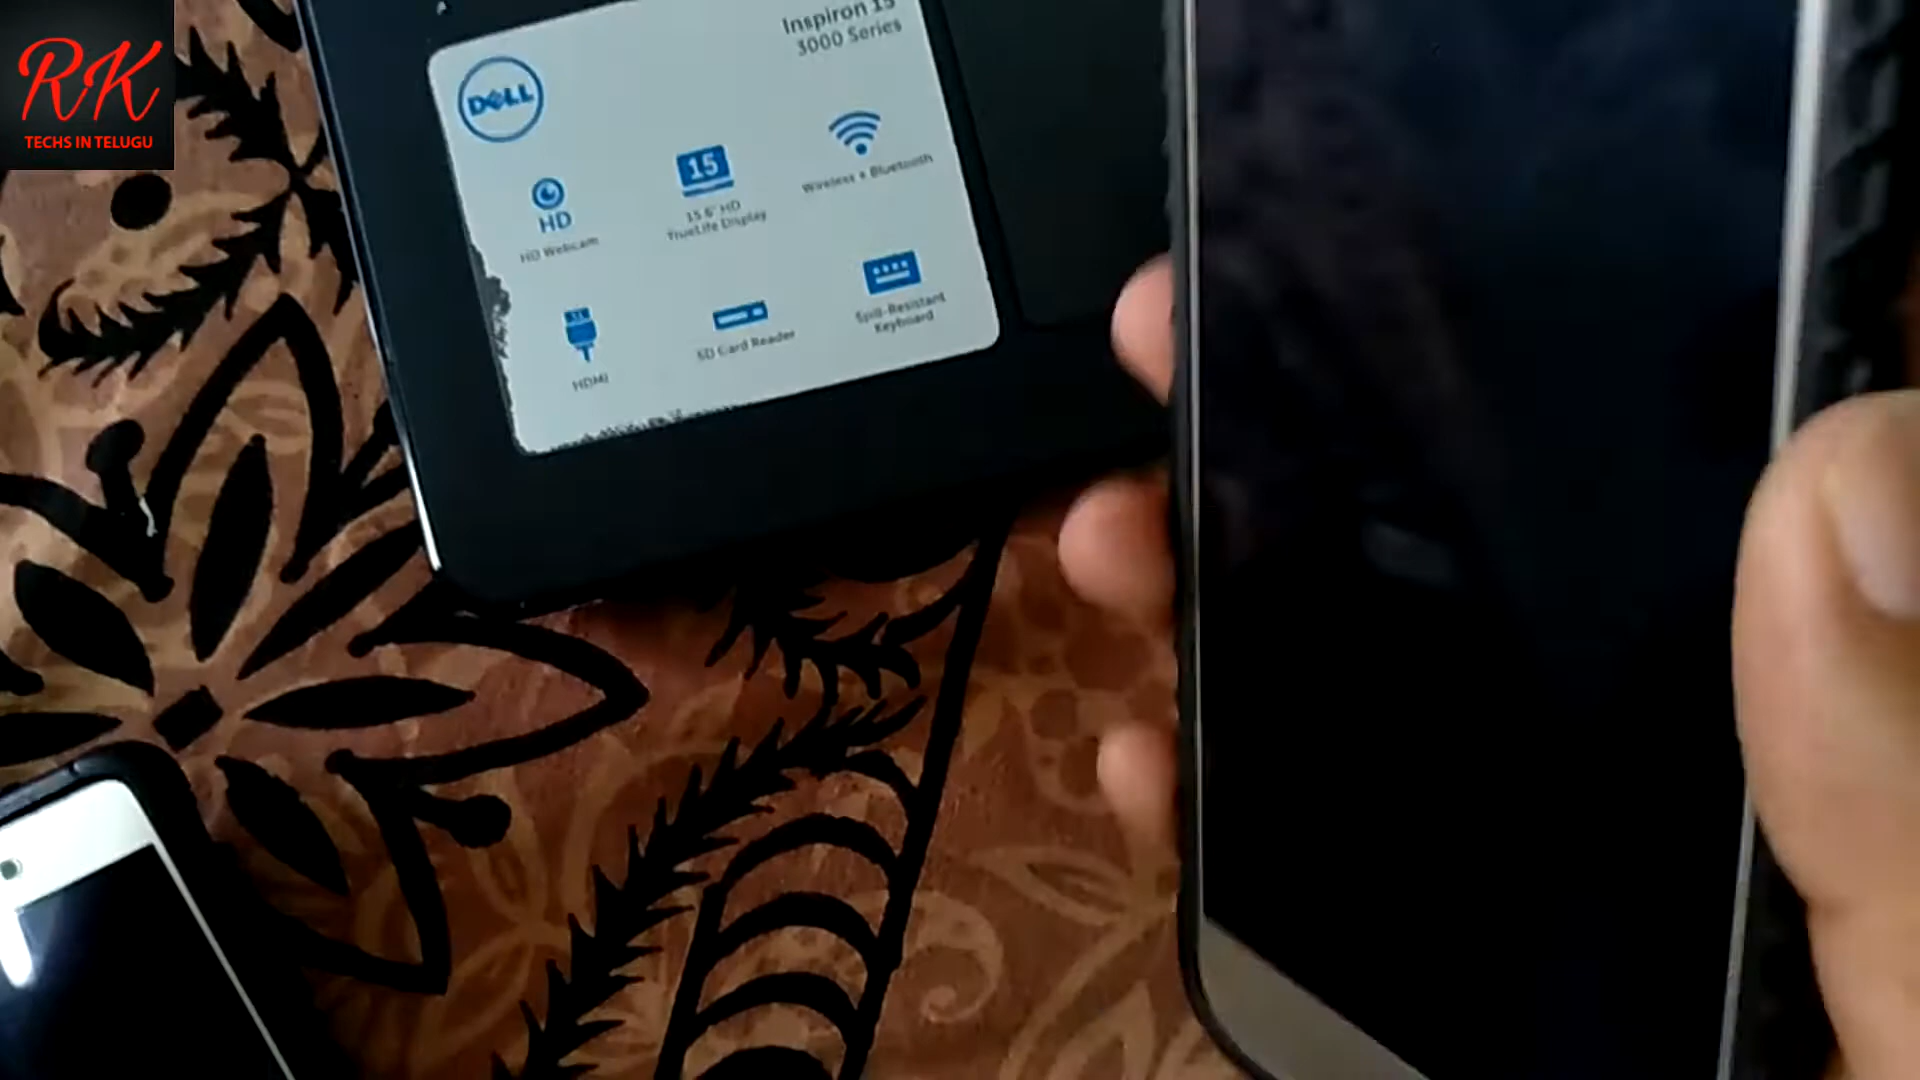 RK
TECHS IN TELUGU
Inspiron 15
3000 Series
DELL
15
HD
HD Webcam
15.6" HD
TrueLife Display
Wireless + Bluetooth
HDMI
SD Card Reader
Spill-Resistant
Keyboard